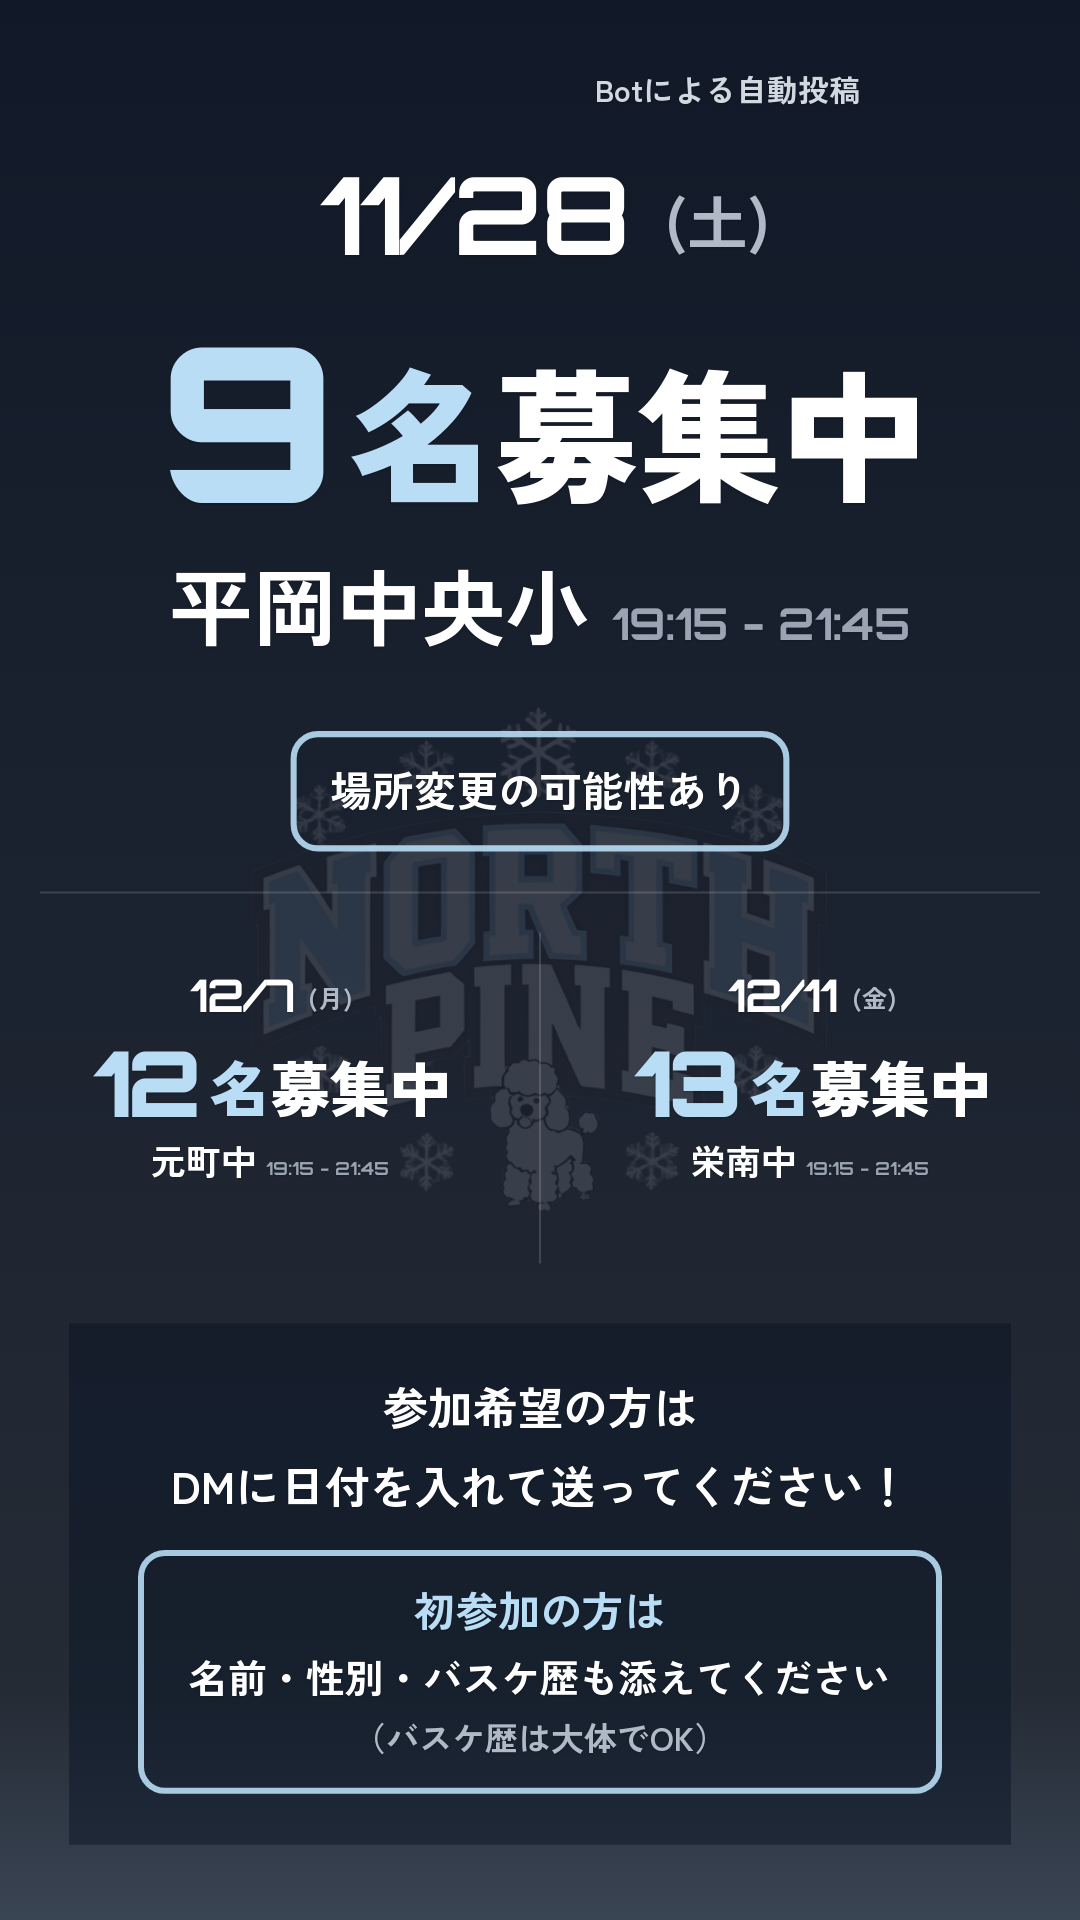 Botによる自動投稿
11/28 (土)
9名募集中
平岡中央小 19:15 - 21:45
場所変更の可能性あり
NORTH
PINE
12/7 (月)
12名募集中
元町中 19:15 - 21:45
12/11 (金)
13名募集中
栄南中 19:15 - 21:45
参加希望の方は
DMに日付を入れて送ってください！
初参加の方は
名前・性別・バスケ歴も添えてください
（バスケ歴は大体でOK）